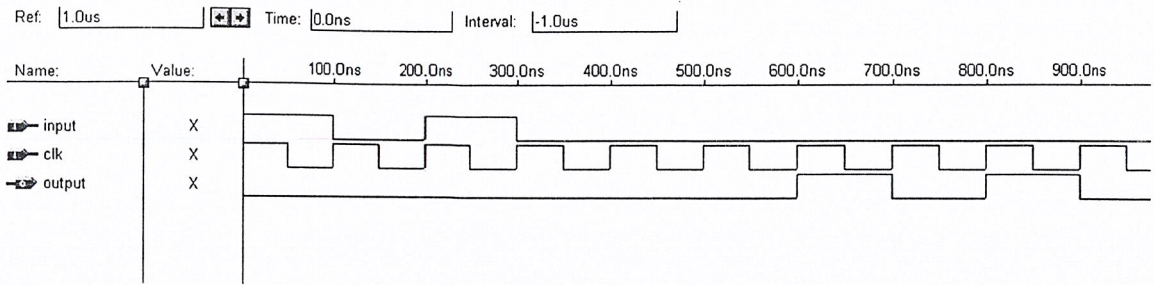 Ref: 1.0us Time: 0.0ns Interval: -1.0us
Name: Value: 100.0ns 200.0ns 300.0ns 400.0ns 500.0ns 600.0ns 700.0ns 800.0ns 900.0ns
input X
clk X
output X